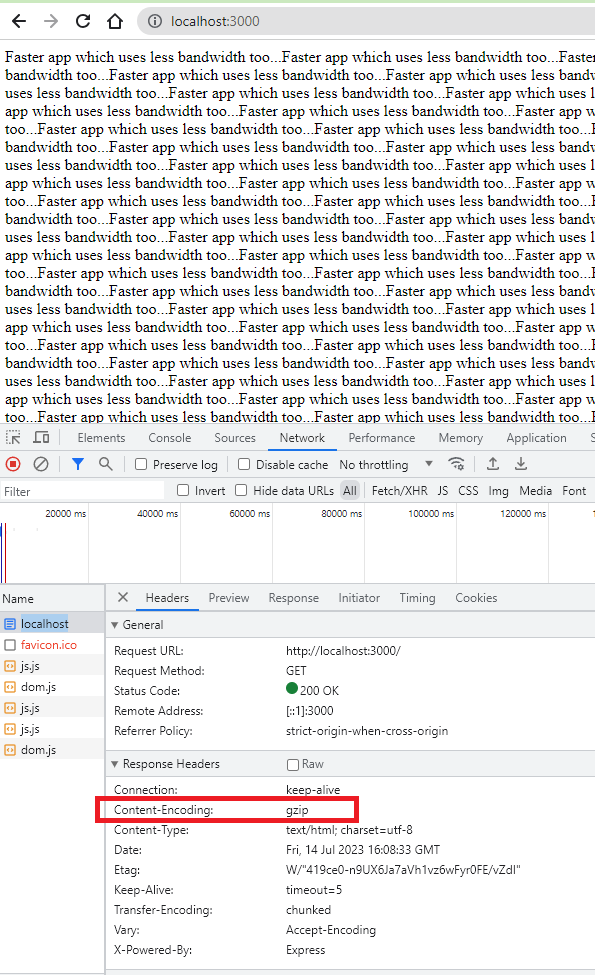 localhost:3000
Faster app which uses less bandwidth too...Faster app which uses less bandwidth too...Faster
bandwidth too...Faster app which uses less bandwidth too...Faster app which uses less
uses less bandwidth too...Faster app which uses less bandwidth too...Faster app which uses l
app which uses less bandwidth too...Faster app which uses less bandwidth too...Faster app w
too...Faster app which uses less bandwidth too...Faster app which uses less bandwidth too...F
bandwidth too...Faster app which uses less bandwidth too...Faster app which uses less
uses less bandwidth too...Faster app which uses less bandwidth too...Faster app which uses l
app which uses less bandwidth too...Faster app which uses less bandwidth too...Faster app w
too...Faster app which uses less bandwidth too...Faster app which uses less bandwidth too...F
bandwidth too...Faster app which uses less bandwidth too...Faster app which uses less
uses less bandwidth too...Faster app which uses less bandwidth too...Faster app which uses l
app which uses less bandwidth too...Faster app which uses less bandwidth too...Faster app w
too...Faster app which uses less bandwidth too...Faster app which uses less bandwidth too...F
bandwidth too...Faster app which uses less bandwidth too...Faster app which uses less
uses less bandwidth too...Faster app which uses less bandwidth too...Faster app which uses l
app which uses less bandwidth too...Faster app which uses less bandwidth too...Faster app w
too...Faster app which uses less bandwidth too...Faster app which uses less bandwidth too...F
bandwidth too...Faster app which uses less bandwidth too...Faster app which uses less
uses less bandwidth too...Faster app which uses less bandwidth too...Faster app which uses l
app which uses less bandwidth too...Faster app which uses less bandwidth too...Faster app w
too...Faster app which uses less bandwidth too...Faster app which uses less bandwidth too...F
Elements Console Sources Network Performance Memory Application S
Preserve log Disable cache No throttling
Filter Invert Hide data URLs All Fetch/XHR JS CSS Img Media Font
20000 ms 40000 ms 60000 ms 80000 ms 100000 ms 120000 ms
Name
localhost
favicon.ico
js.js
dom.js
js.js
js.js
dom.js
Headers Preview Response Initiator Timing Cookies
General
Request URL: http://localhost:3000/
Request Method: GET
Status Code: 200 OK
Remote Address: [::1]:3000
Referrer Policy: strict-origin-when-cross-origin
Response Headers Raw
Connection: keep-alive
Content-Encoding: gzip
Content-Type: text/html; charset=utf-8
Date: Fri, 14 Jul 2023 16:08:33 GMT
Etag: W/"419ce0-n9UX6Ja7aVh1vz6wFyr0FE/vZdI"
Keep-Alive: timeout=5
Transfer-Encoding: chunked
Vary: Accept-Encoding
X-Powered-By: Express